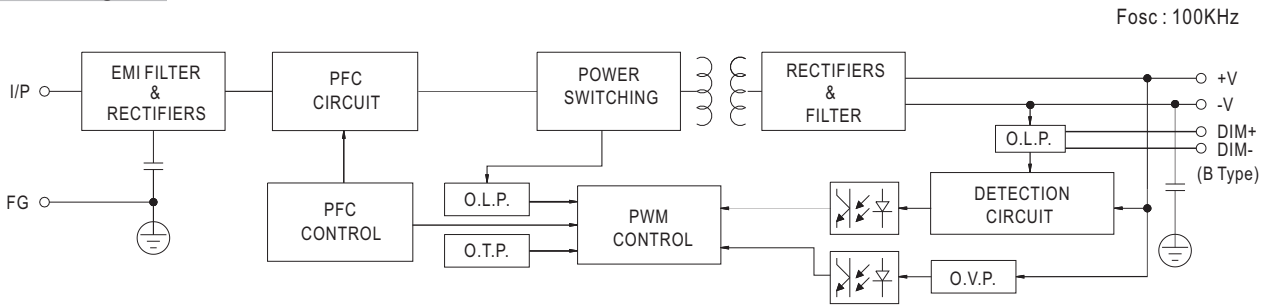 Fosc : 100KHz
I/P
EMI FILTER
&
RECTIFIERS
PFC
CIRCUIT
POWER
SWITCHING
RECTIFIERS
&
FILTER
+V
-V
DIM+
DIM-
(B Type)
O.L.P.
FG
PFC
CONTROL
O.L.P.
O.T.P.
PWM
CONTROL
DETECTION
CIRCUIT
O.V.P.